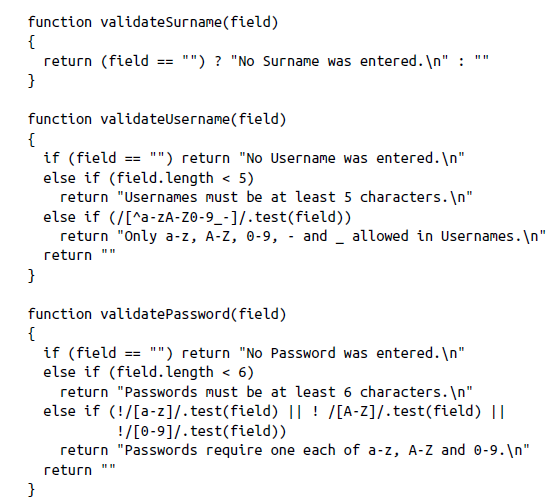 function validateSurname(field)
{
  return (field == "") ? "No Surname was entered.\n" : ""
}

function validateUsername(field)
{
  if (field == "") return "No Username was entered.\n"
  else if (field.length < 5)
    return "Usernames must be at least 5 characters.\n"
  else if (/[^a-zA-Z0-9_-]/.test(field))
    return "Only a-z, A-Z, 0-9, - and _ allowed in Usernames.\n"
  return ""
}

function validatePassword(field)
{
  if (field == "") return "No Password was entered.\n"
  else if (field.length < 6)
    return "Passwords must be at least 6 characters.\n"
  else if (!/[a-z]/.test(field) || ! /[A-Z]/.test(field) ||
           !/[0-9]/.test(field))
    return "Passwords require one each of a-z, A-Z and 0-9.\n"
  return ""
}